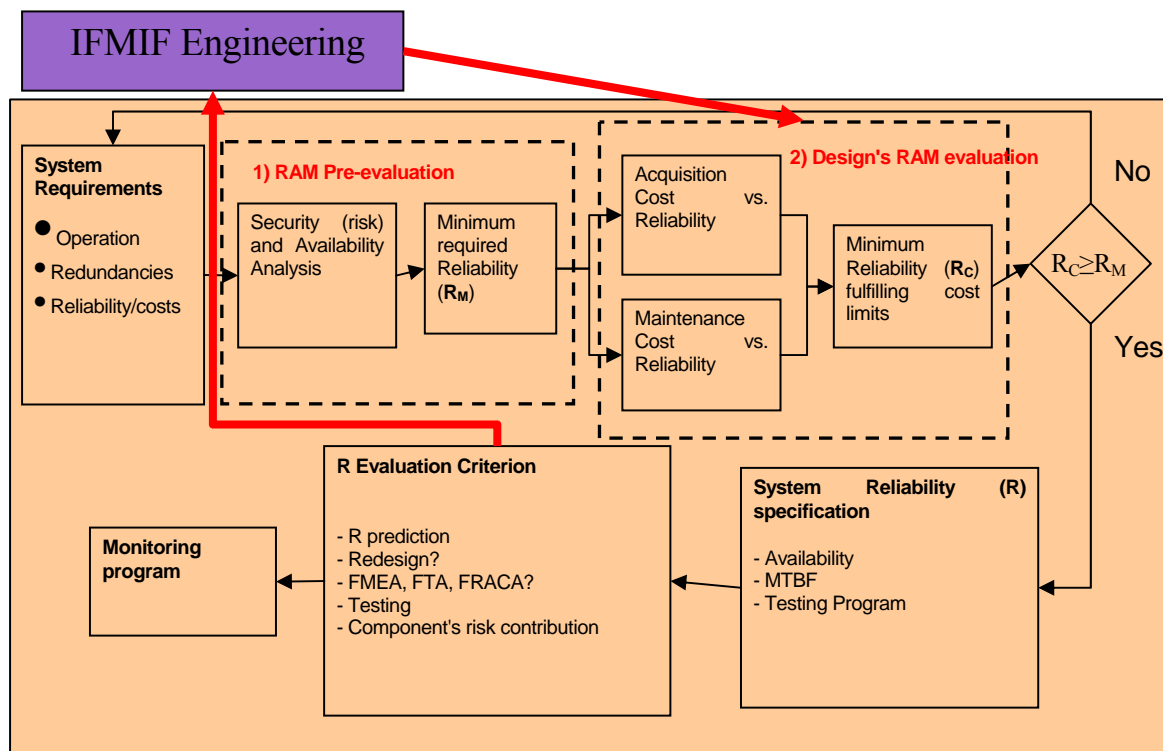 IFMIF Engineering
System
Requirements
● Operation
• Redundancies
• Reliability/costs
1) RAM Pre-evaluation
Security (risk)
and Availability
Analysis
Minimum
required
Reliability
(RM)
2) Design's RAM evaluation
Acquisition
Cost vs.
Reliability
Maintenance
Cost vs.
Reliability
Minimum
Reliability (RC)
fulfilling cost
limits
No
RC≥RM
Yes
Monitoring
program
R Evaluation Criterion
- R prediction
- Redesign?
- FMEA, FTA, FRACA?
- Testing
- Component's risk contribution
System Reliability (R)
specification
- Availability
- MTBF
- Testing Program